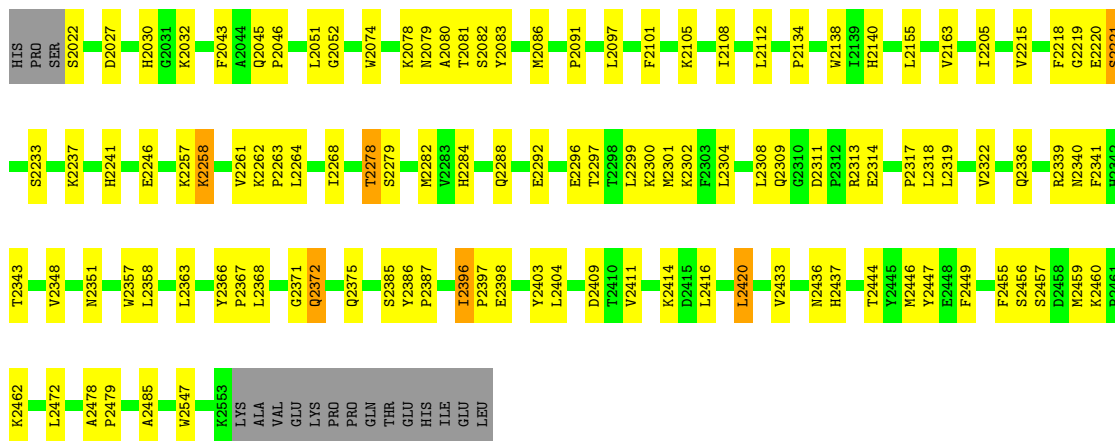 HIS PRO SER S2022 D2027 H2030 G2031 K2032 F2043 A2044 Q2045 P2046 L2051 G2052 W2074 K2078 N2079 A2080 T2081 S2082 Y2083 M2086 P2091 L2097 F2101 K2105 I2108 L2112 P2134 W2138 I2139 H2140 L2155 V2163 I2205 V2215 F2218 G2219 E2220 S2221
S2233 K2237 H2241 E2246 K2257 K2258 V2261 K2262 P2263 L2264 I2268 T2278 S2279 M2282 V2283 H2284 Q2288 E2292 E2296 T2297 T2298 L2299 K2300 M2301 K2302 F2303 L2304 L2308 Q2309 G2310 D2311 P2312 R2313 E2314 P2317 L2318 L2319 V2322 Q2336 R2339 N2340 F2341 H2342
T2343 V2348 N2351 W2357 L2358 L2363 Y2366 P2367 L2368 G2371 Q2372 Q2375 S2385 Y2386 P2387 I2396 P2397 E2398 Y2403 L2404 D2409 T2410 V2411 K2414 D2415 L2416 L2420 V2433 N2436 H2437 T2444 Y2445 M2446 Y2447 E2448 F2449 F2455 S2456 S2457 D2458 M2459 K2460
K2462 L2472 A2478 P2479 A2485 W2547 K2553 LYS ALA VAL GLU LYS PRO PRO GLN THR GLU HIS ILE GLU LEU